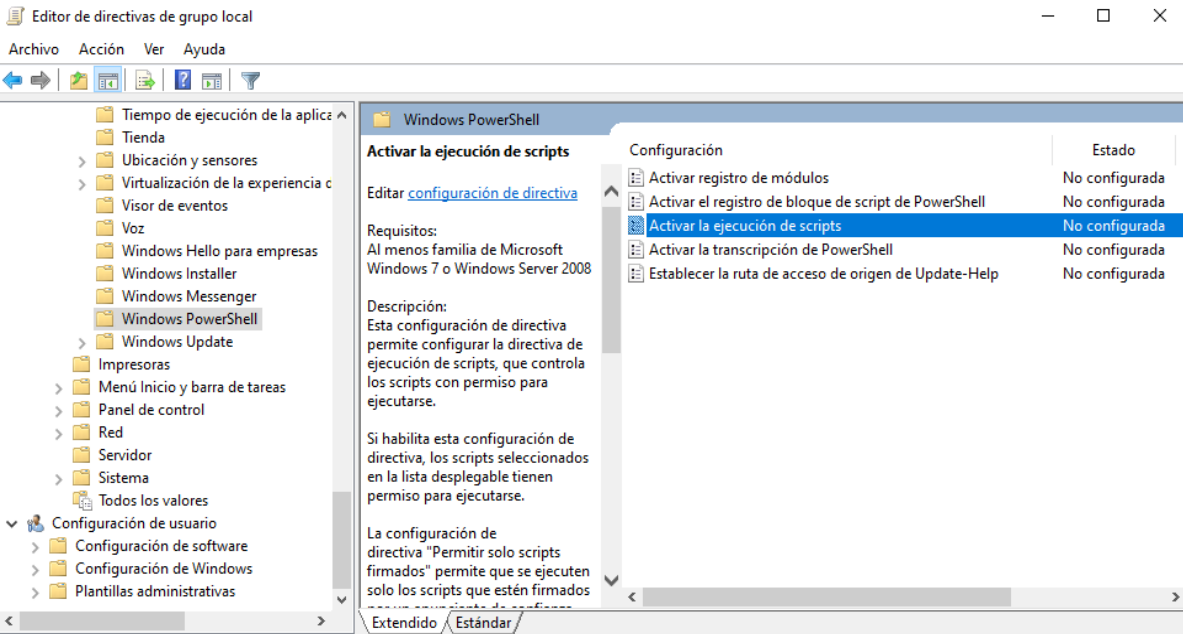 Editor de directivas de grupo local
Archivo Acción Ver Ayuda
Tiempo de ejecución de la aplica
Tienda
Ubicación y sensores
Virtualización de la experiencia d
Visor de eventos
Voz
Windows Hello para empresas
Windows Installer
Windows Messenger
Windows PowerShell
Windows Update
Impresoras
Menú Inicio y barra de tareas
Panel de control
Red
Servidor
Sistema
Todos los valores
Configuración de usuario
Configuración de software
Configuración de Windows
Plantillas administrativas
Windows PowerShell
Activar la ejecución de scripts
Editar configuración de directiva
Requisitos:
Al menos familia de Microsoft
Windows 7 o Windows Server 2008
Descripción:
Esta configuración de directiva
permite configurar la directiva de
ejecución de scripts, que controla
los scripts con permiso para
ejecutarse.
Si habilita esta configuración de
directiva, los scripts seleccionados
en la lista desplegable tienen
permiso para ejecutarse.
La configuración de
directiva "Permitir solo scripts
firmados" permite que se ejecuten
solo los scripts que estén firmados
Configuración Estado
Activar registro de módulos No configurada
Activar el registro de bloque de script de PowerShell No configurada
Activar la ejecución de scripts No configurada
Activar la transcripción de PowerShell No configurada
Establecer la ruta de acceso de origen de Update-Help No configurada
Extendido Estándar